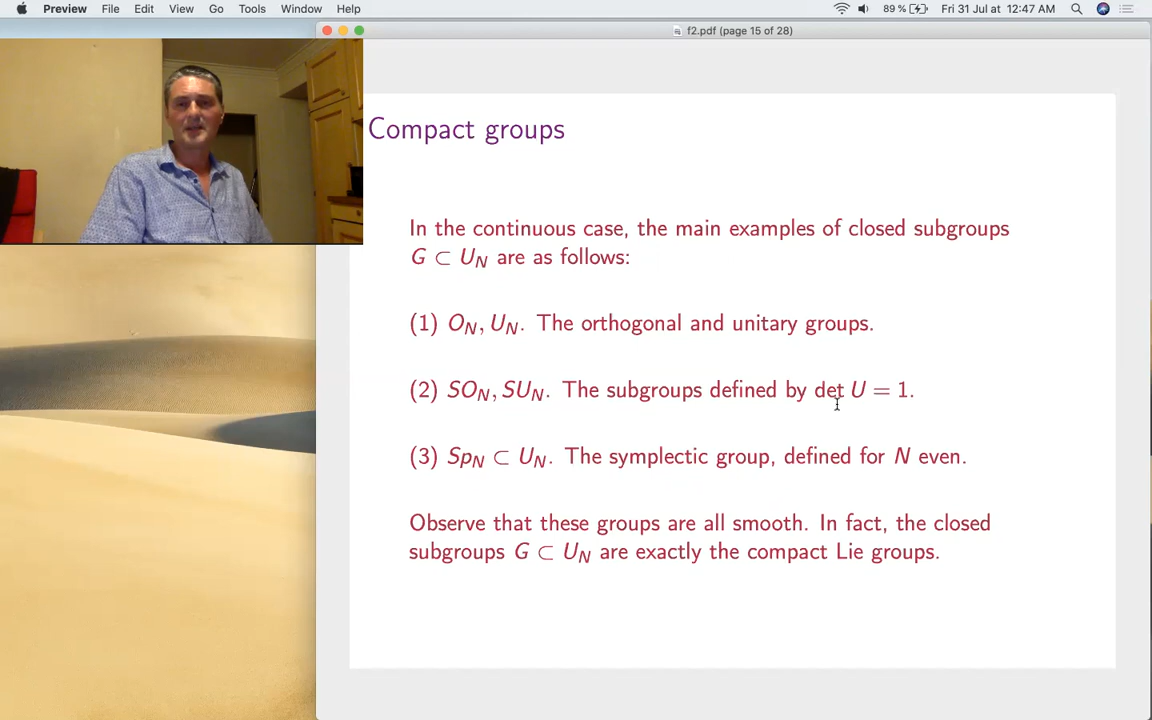 Preview File Edit View Go Tools Window Help 89 % Fri 31 Jul at 12:47 AM
f2.pdf (page 15 of 28)
Compact groups
In the continuous case, the main examples of closed subgroups
G ⊂ U_N are as follows:
(1) O_N, U_N. The orthogonal and unitary groups.
(2) SO_N, SU_N. The subgroups defined by det U = 1.
(3) Sp_N ⊂ U_N. The symplectic group, defined for N even.
Observe that these groups are all smooth. In fact, the closed
subgroups G ⊂ U_N are exactly the compact Lie groups.